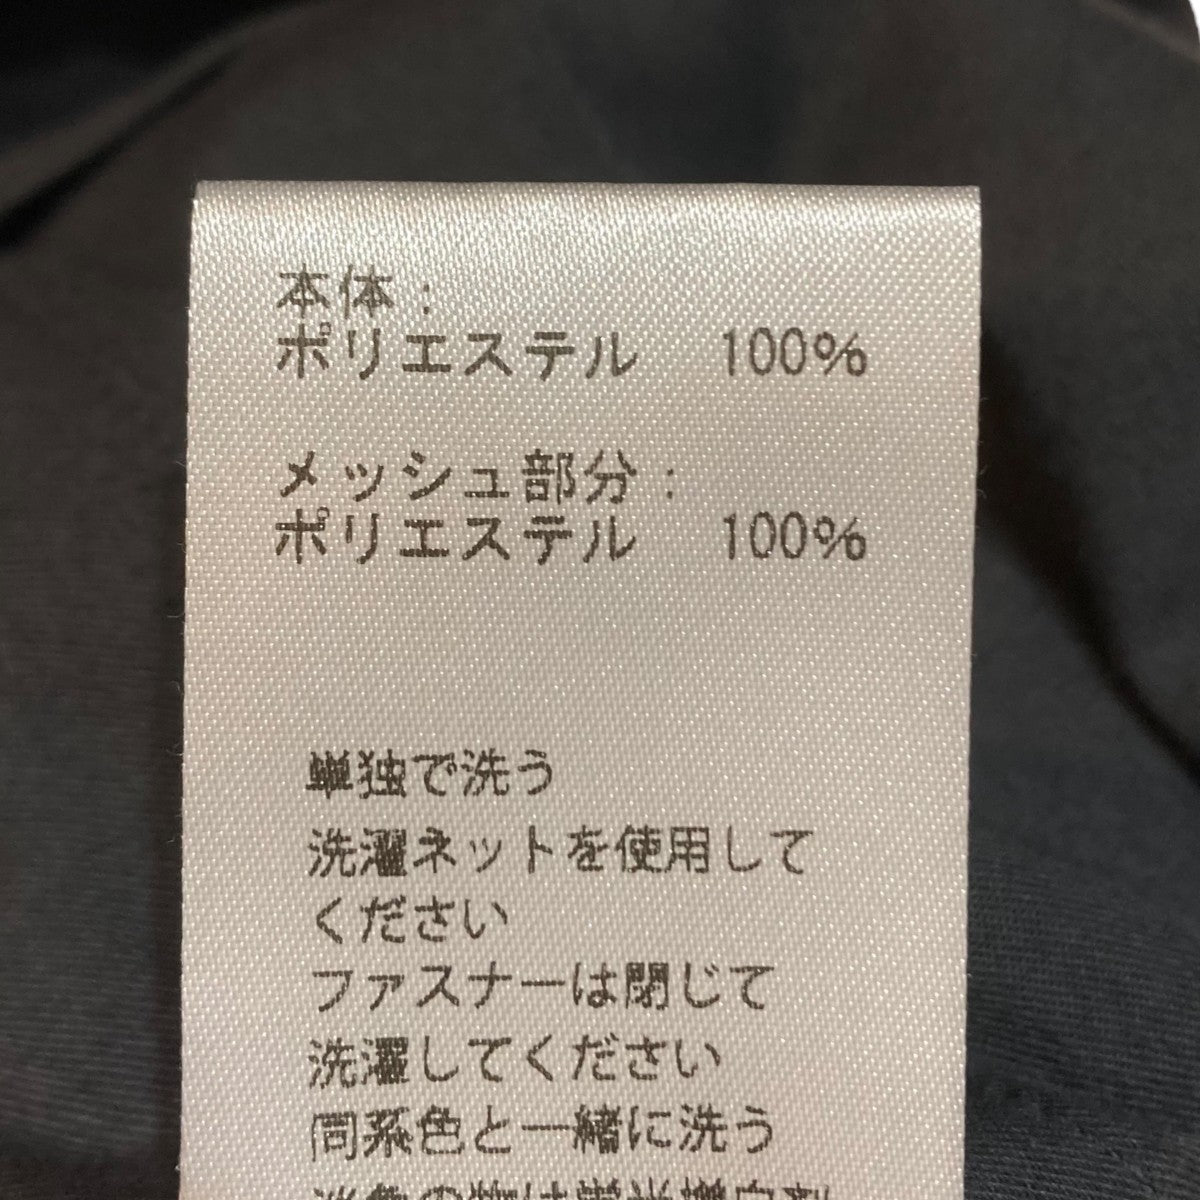 本体:
ポリエステル 100%
メッシュ部分:
ポリエステル 100%
単独で洗う
洗濯ネットを使用して
ください
ファスナーは閉じて
洗濯してください
同系色と一緒に洗う